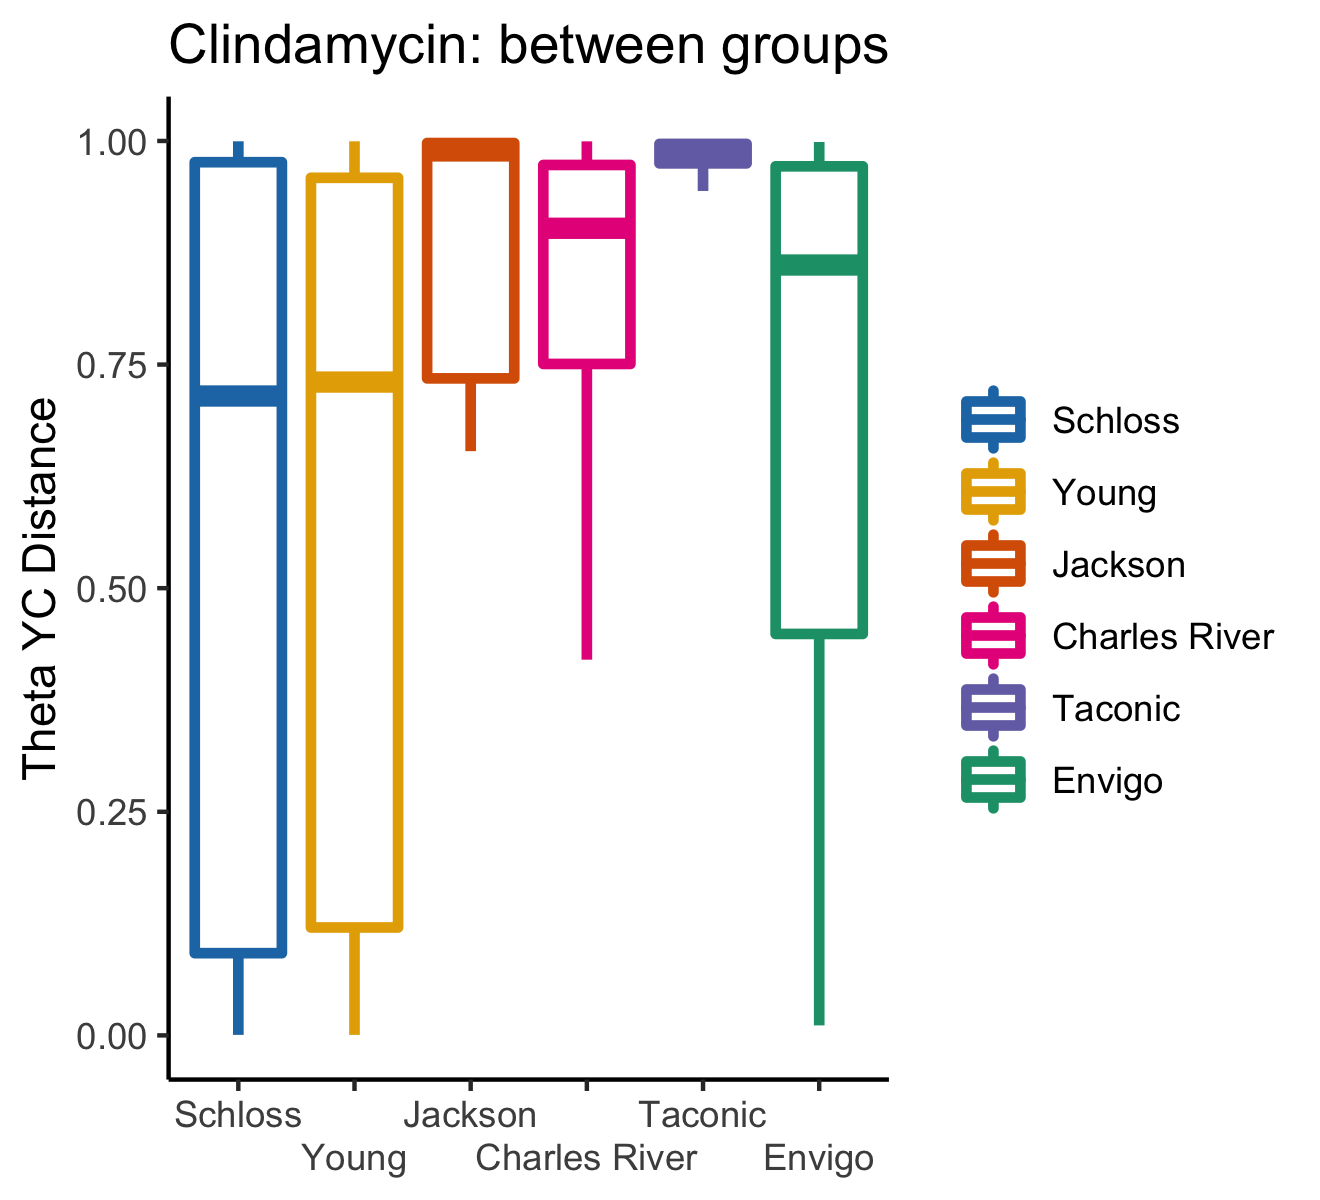 Clindamycin: between groups
Theta YC Distance
1.00
0.75
0.50
0.25
0.00
Schloss
Young
Jackson
Charles River
Taconic
Envigo
Schloss
Young
Jackson
Charles River
Taconic
Envigo